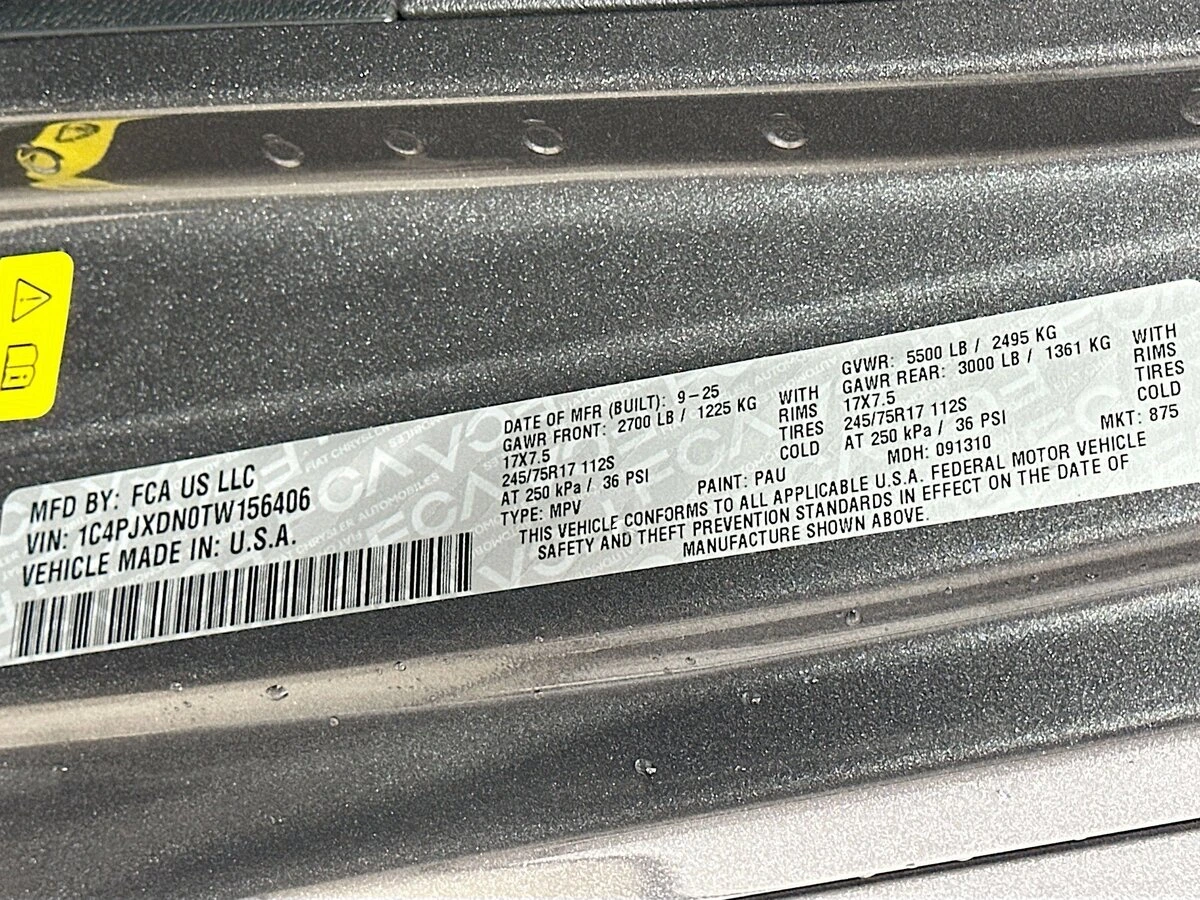 MFD BY: FCA US LLC
VIN: 1C4PJXDN0TW156406
VEHICLE MADE IN: U.S.A.
DATE OF MFR (BUILT): 9-25
GAWR FRONT: 2700 LB / 1225 KG WITH
17X7.5 RIMS
245/75R17 112S TIRES
AT 250 kPa / 36 PSI COLD
TYPE: MPV PAINT: PAU
GVWR: 5500 LB / 2495 KG
GAWR REAR: 3000 LB / 1361 KG WITH
17X7.5 RIMS
245/75R17 112S TIRES
AT 250 kPa / 36 PSI COLD
MDH: 091310 MKT: 875
THIS VEHICLE CONFORMS TO ALL APPLICABLE U.S.A. FEDERAL MOTOR VEHICLE
SAFETY AND THEFT PREVENTION STANDARDS IN EFFECT ON THE DATE OF
MANUFACTURE SHOWN ABOVE.